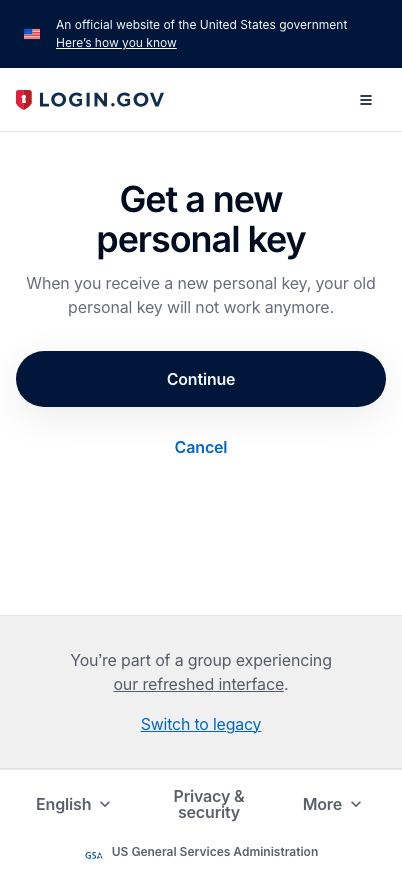 An official website of the United States government
Here’s how you know
LOGIN.GOV
Get a new
personal key
When you receive a new personal key, your old
personal key will not work anymore.
Continue
Cancel
You’re part of a group experiencing
our refreshed interface.
Switch to legacy
English
Privacy &
security
More
GSA US General Services Administration